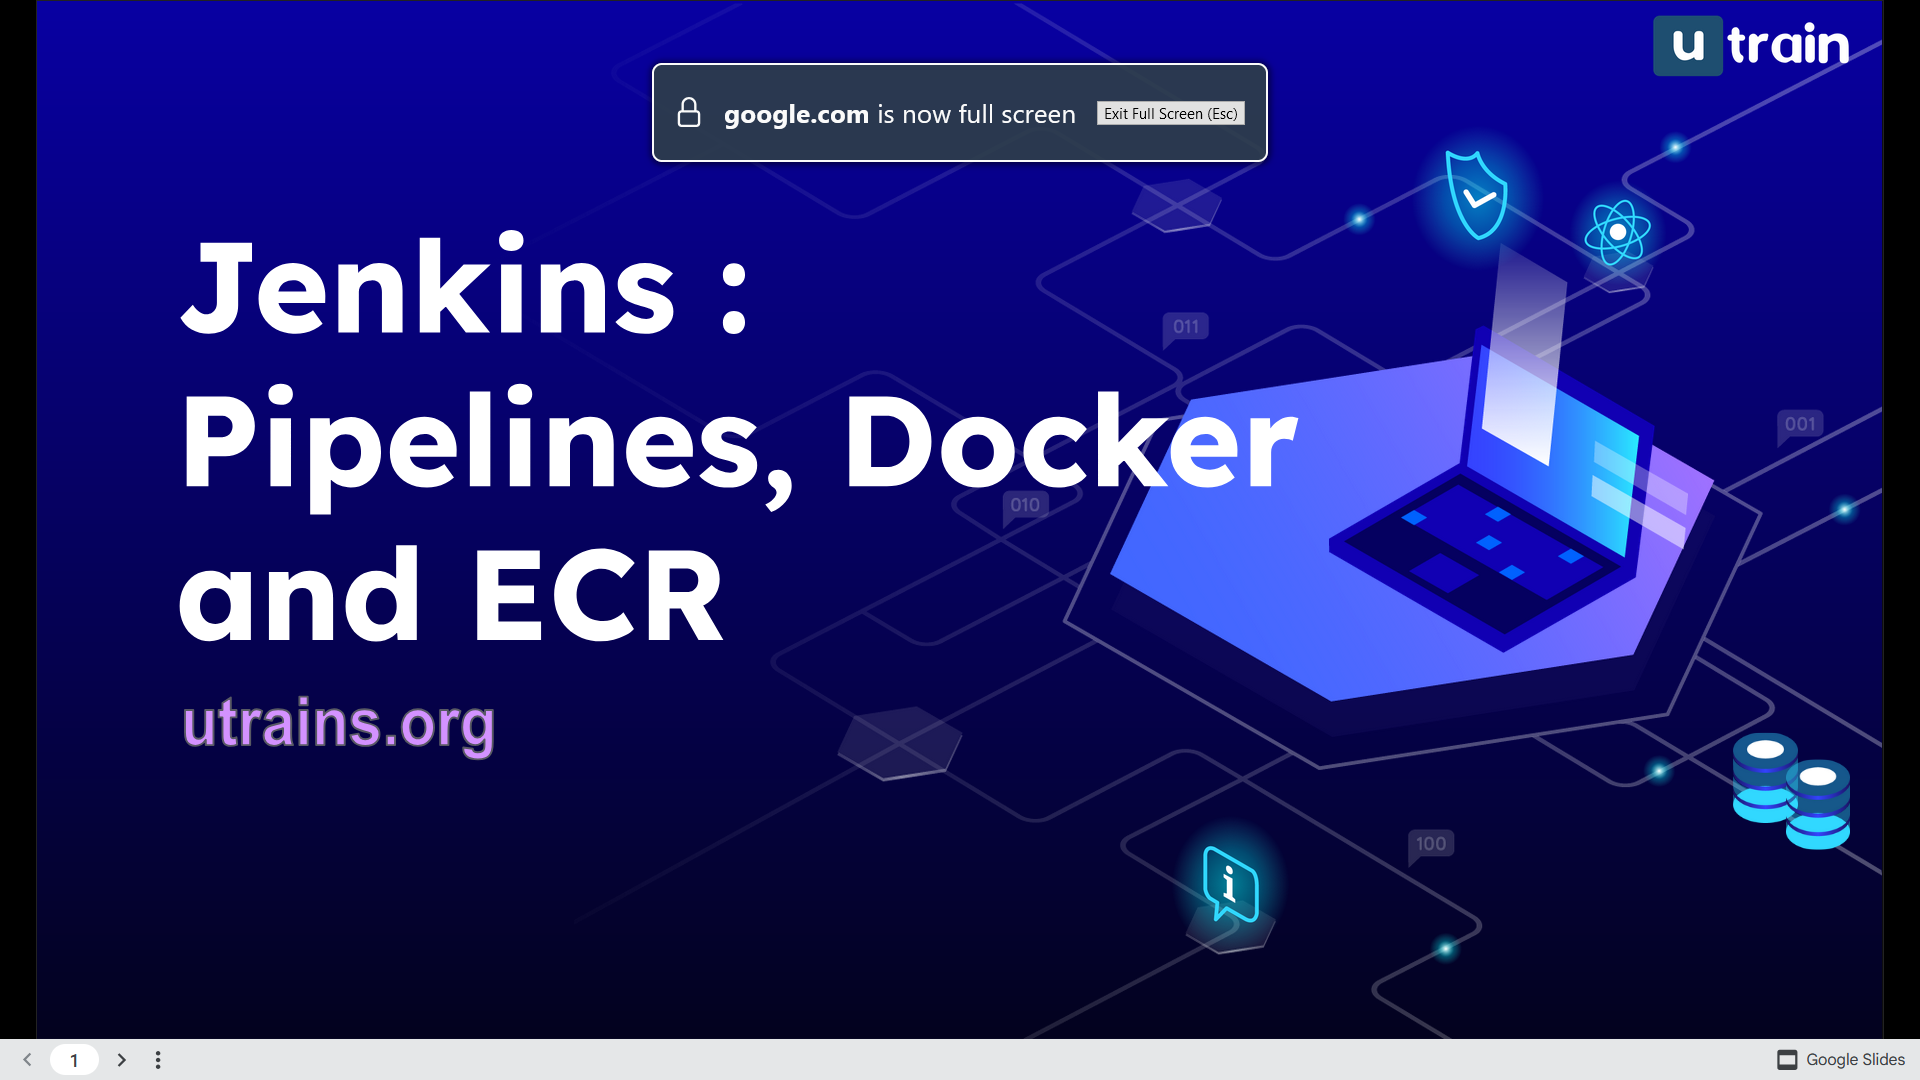 u train
google.com is now full screen Exit Full Screen (Esc)
Jenkins :
Pipelines, Docker
and ECR
utrains.org
011
001
010
100
i
1
Google Slides